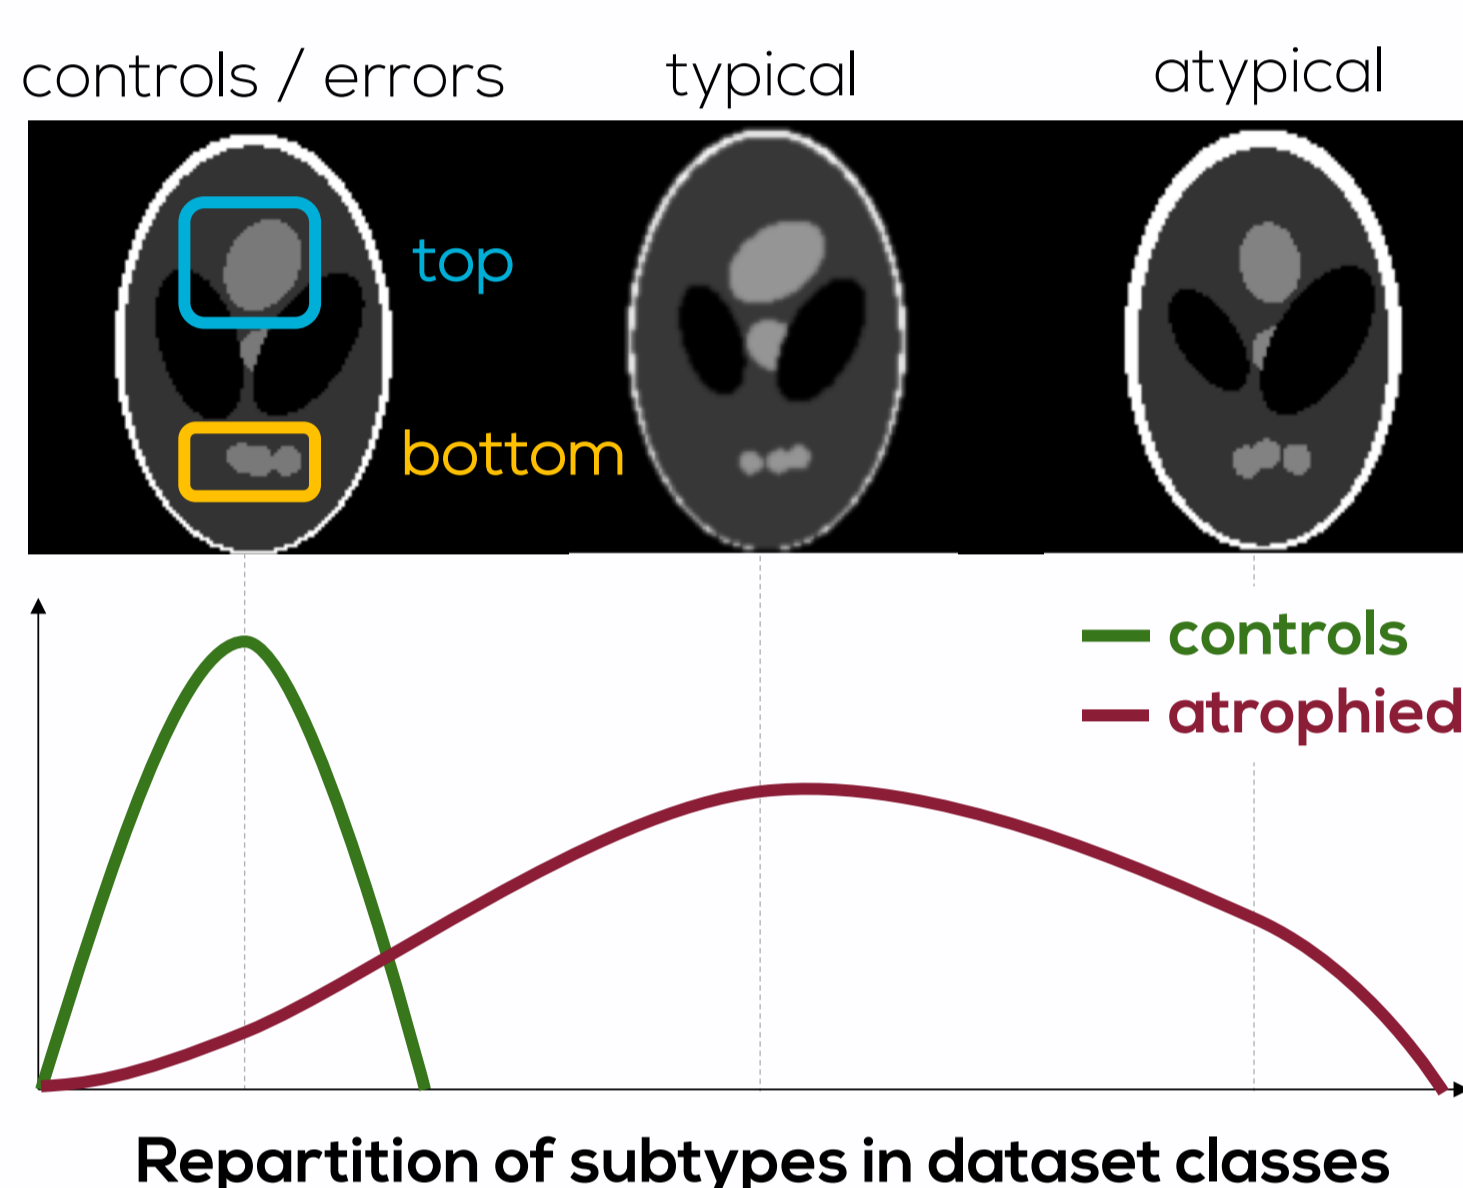 controls / errors
typical
atypical
top
bottom
controls
atrophied
Repartition of subtypes in dataset classes